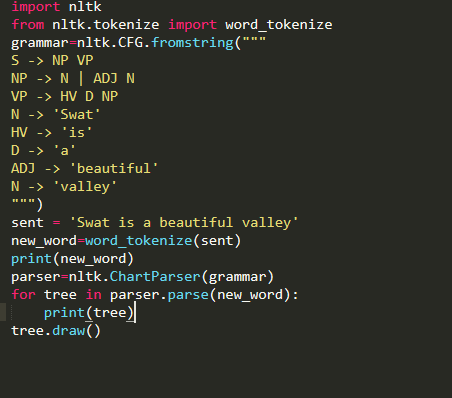 import nltk
from nltk.tokenize import word_tokenize
grammar=nltk.CFG.fromstring("""
S -> NP VP
NP -> N | ADJ N
VP -> HV D NP
N -> 'Swat'
HV -> 'is'
D -> 'a'
ADJ -> 'beautiful'
N -> 'valley'
""")
sent = 'Swat is a beautiful valley'
new_word=word_tokenize(sent)
print(new_word)
parser=nltk.ChartParser(grammar)
for tree in parser.parse(new_word):
    print(tree)
tree.draw()